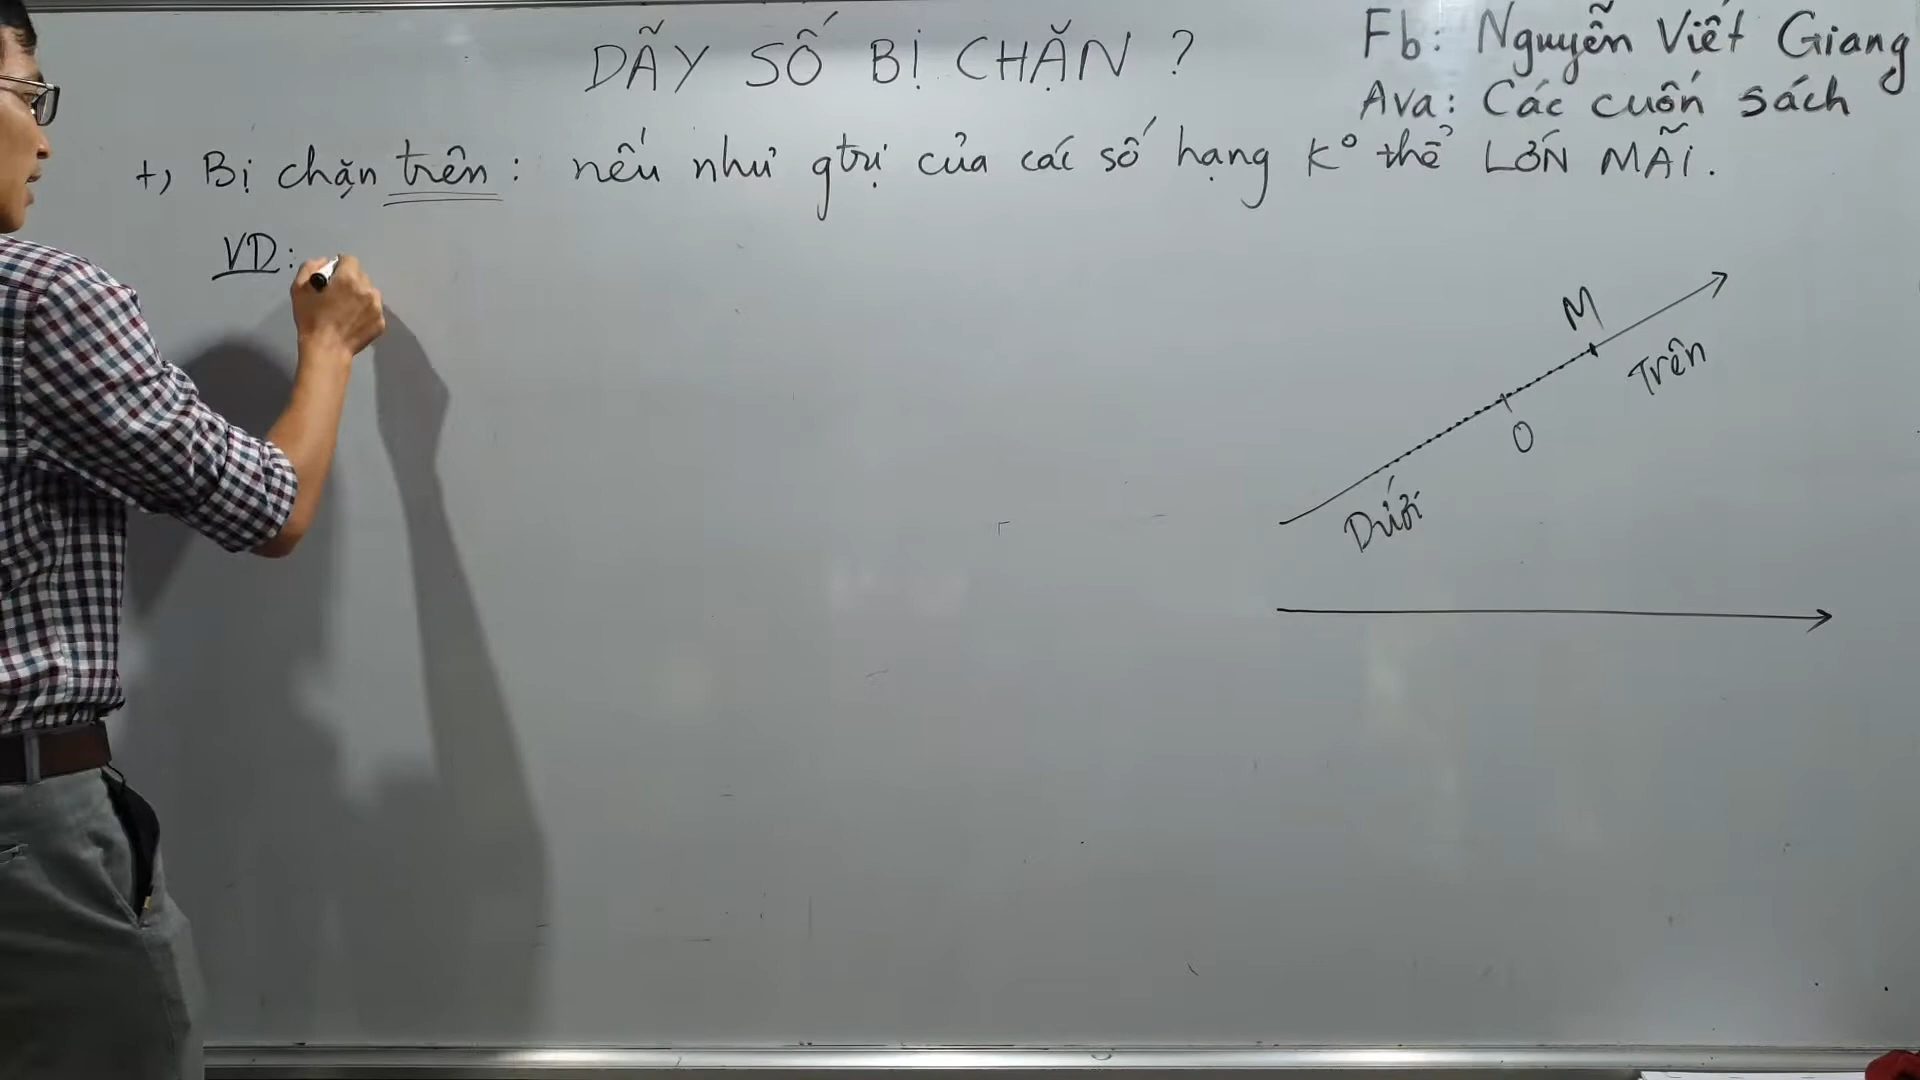 DÃY SỐ BỊ CHẶN ?
Fb: Nguyễn Viết Giang
Ava: Các cuốn sách
+, Bị chặn trên : nếu như gtrị của các số hạng k° thể LỚN MÃI.
VD:
M
Trên
O
Dưới